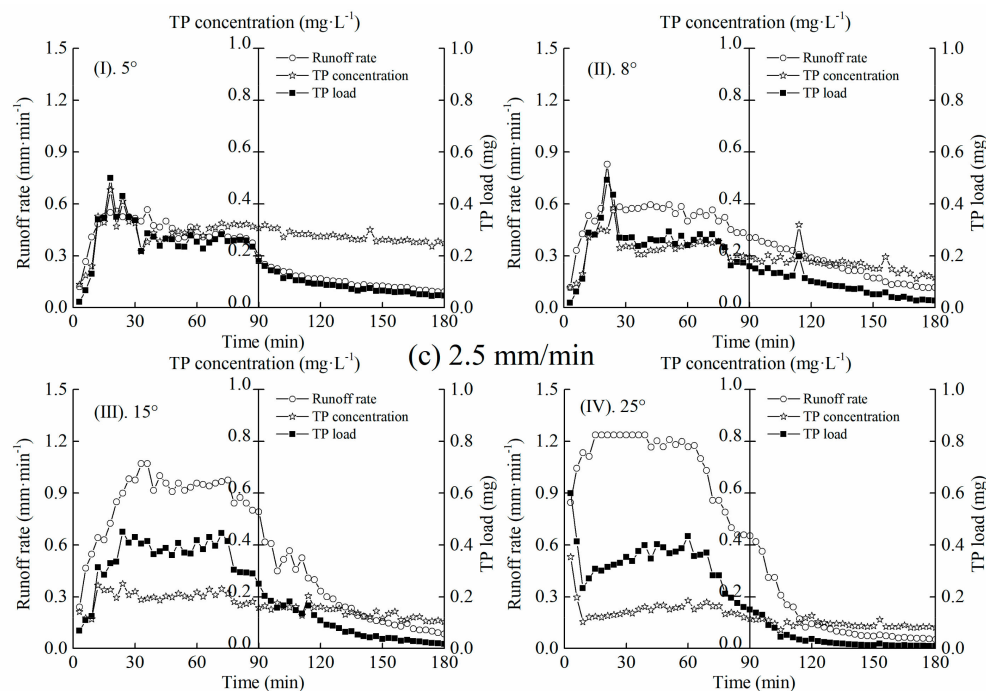 TP concentration (mg·L⁻¹)
1.5
1.2
0.9
0.6
0.3
0.0
Runoff rate (mm·min⁻¹)
(I). 5°
1.0
0.8
0.6
0.4
0.2
0.0
Runoff rate
TP concentration
TP load
1.0
0.8
0.6
0.4
0.2
0.0
TP load (mg)
0 30 60 90 120 150 180
Time (min)
TP concentration (mg·L⁻¹)
1.5
1.2
0.9
0.6
0.3
0.0
Runoff rate (mm·min⁻¹)
(II). 8°
1.0
0.8
0.6
0.4
0.2
0.0
Runoff rate
TP concentration
TP load
1.0
0.8
0.6
0.4
0.2
0.0
TP load (mg)
0 30 60 90 120 150 180
Time (min)
(c) 2.5 mm/min
TP concentration (mg·L⁻¹)
1.5
1.2
0.9
0.6
0.3
0.0
Runoff rate (mm·min⁻¹)
(III). 15°
1.0
0.8
0.6
0.4
0.2
0.0
Runoff rate
TP concentration
TP load
1.0
0.8
0.6
0.4
0.2
0.0
TP load (mg)
0 30 60 90 120 150 180
Time (min)
TP concentration (mg·L⁻¹)
1.5
1.2
0.9
0.6
0.3
0.0
Runoff rate (mm·min⁻¹)
(IV). 25°
1.0
0.8
0.6
0.4
0.2
0.0
Runoff rate
TP concentration
TP load
1.0
0.8
0.6
0.4
0.2
0.0
TP load (mg)
0 30 60 90 120 150 180
Time (min)